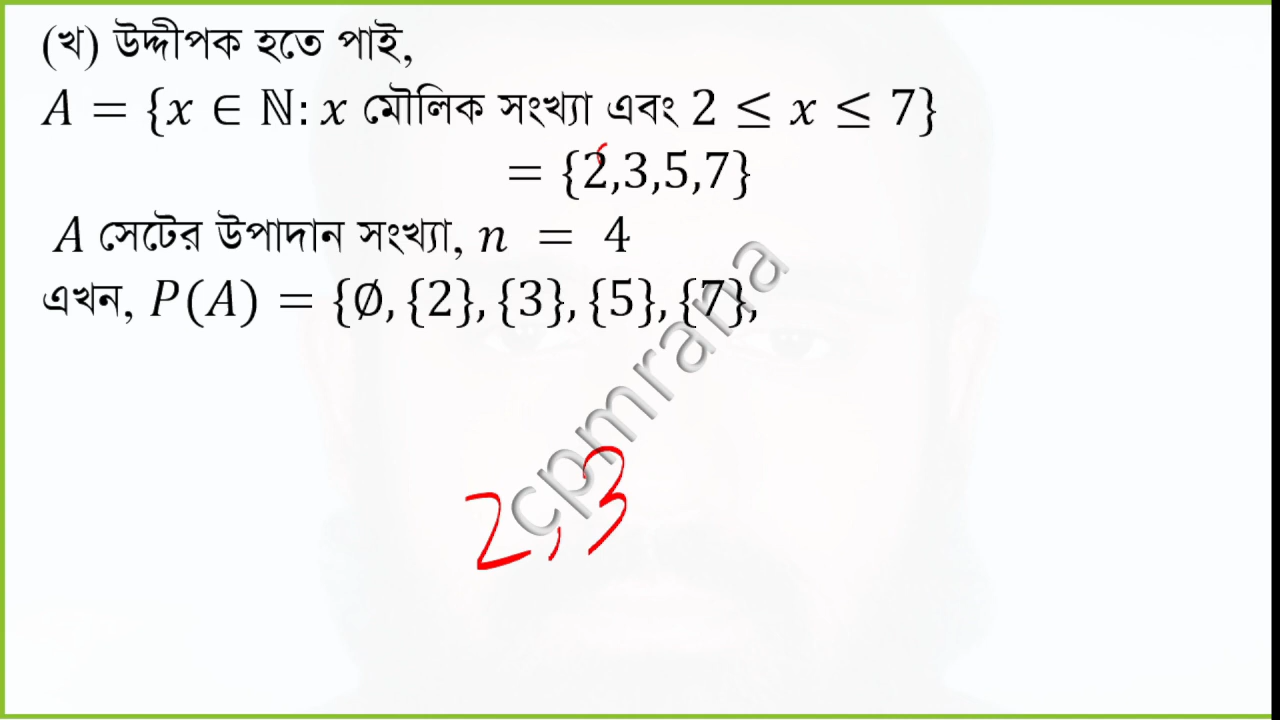 (খ) উদ্দীপক হতে পাই,
A = {x ∈ ℕ: x মৌলিক সংখ্যা এবং 2 ≤ x ≤ 7}
= {2,3,5,7}
A সেটের উপাদান সংখ্যা, n = 4
এখন, P(A) = {∅, {2}, {3}, {5}, {7},
cpmrana
2,3